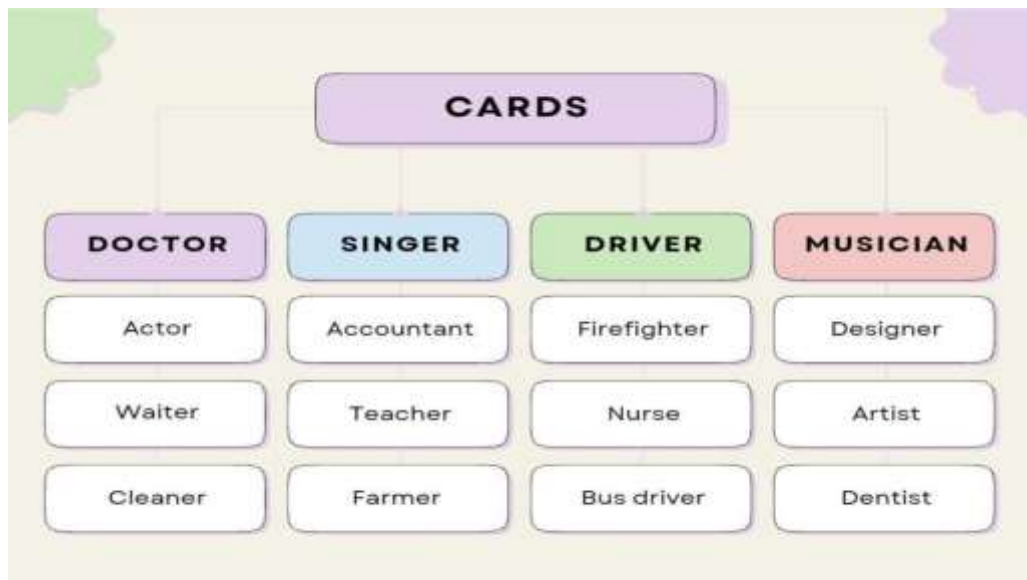 CARDS
DOCTOR
SINGER
DRIVER
MUSICIAN
Actor
Accountant
Firefighter
Designer
Waiter
Teacher
Nurse
Artist
Cleaner
Farmer
Bus driver
Dentist